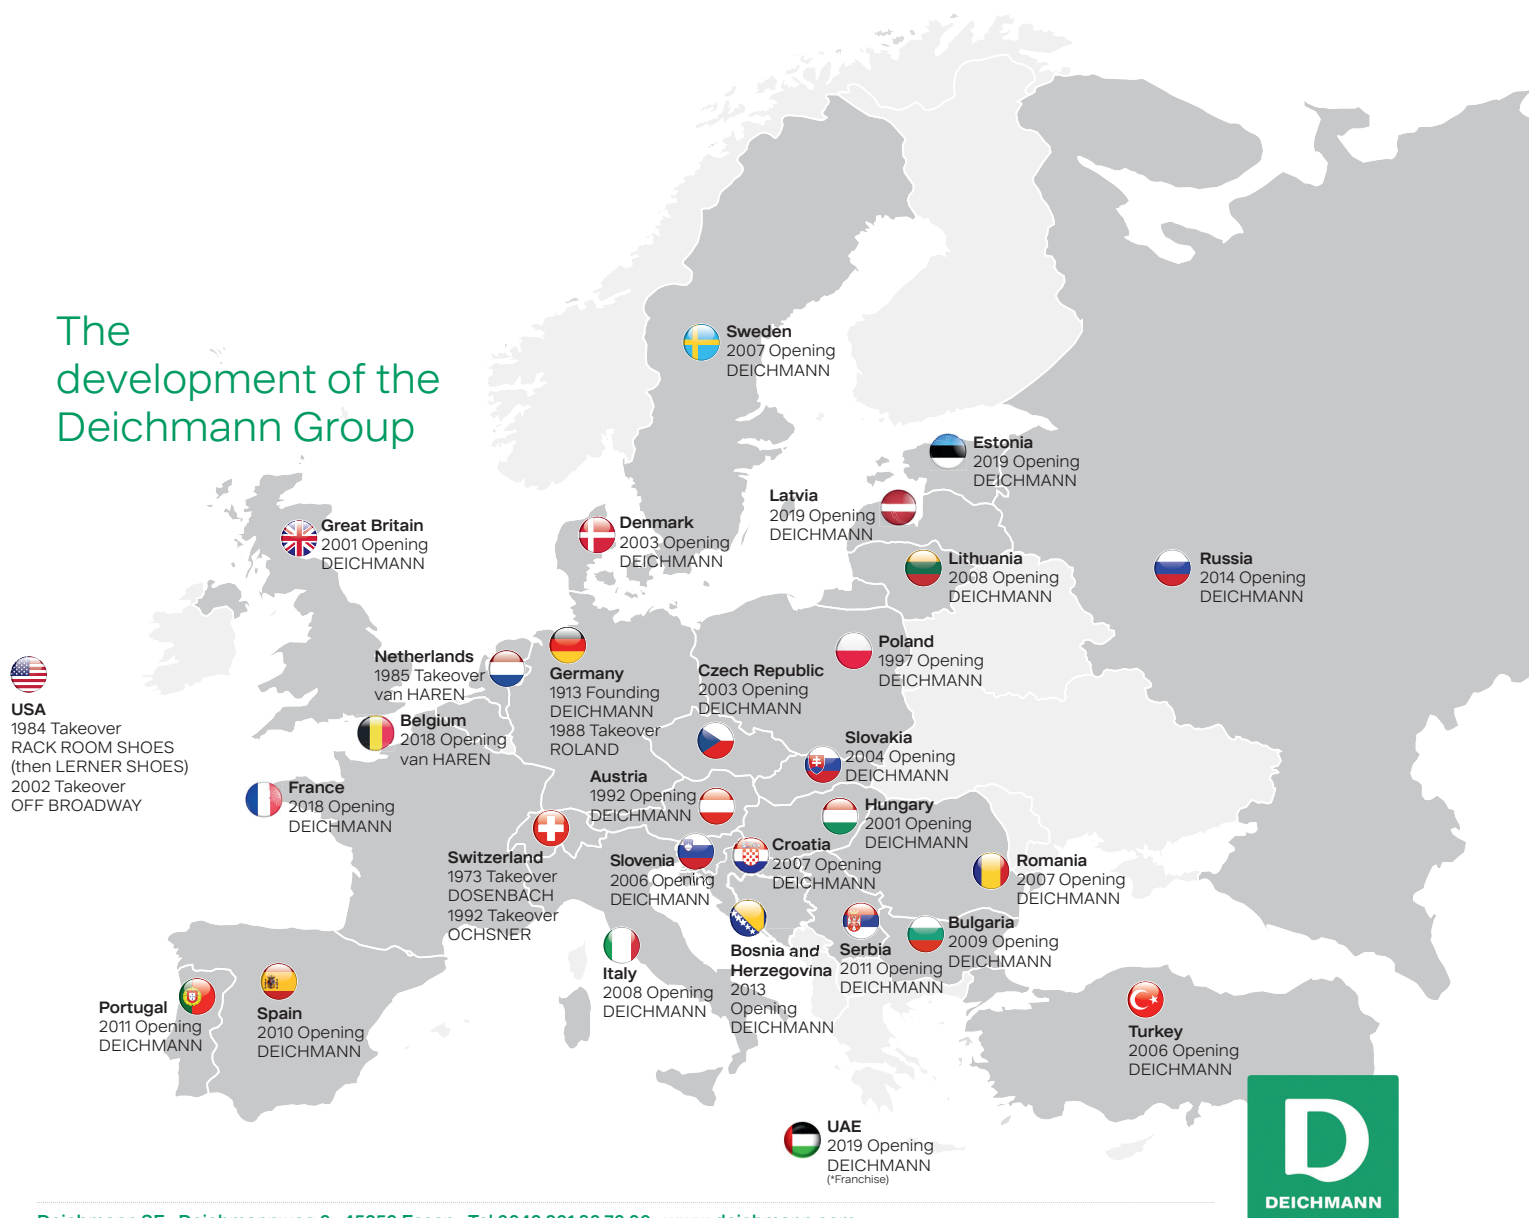 The
development of the
Deichmann Group
Sweden
2007 Opening
DEICHMANN
Estonia
2019 Opening
DEICHMANN
Latvia
2019 Opening
DEICHMANN
Great Britain
2001 Opening
DEICHMANN
Denmark
2003 Opening
DEICHMANN
Lithuania
2008 Opening
DEICHMANN
Russia
2014 Opening
DEICHMANN
Netherlands
1985 Takeover
van HAREN
Germany
1913 Founding
DEICHMANN
1988 Takeover
ROLAND
Czech Republic
2003 Opening
DEICHMANN
Poland
1997 Opening
DEICHMANN
USA
1984 Takeover
RACK ROOM SHOES
(then LERNER SHOES)
2002 Takeover
OFF BROADWAY
Belgium
2018 Opening
van HAREN
Slovakia
2004 Opening
DEICHMANN
France
2018 Opening
DEICHMANN
Austria
1992 Opening
DEICHMANN
Hungary
2001 Opening
DEICHMANN
Switzerland
1973 Takeover
DOSENBACH
1992 Takeover
OCHSNER
Slovenia
2006 Opening
DEICHMANN
Croatia
2007 Opening
DEICHMANN
Romania
2007 Opening
DEICHMANN
Bosnia and
Herzegovina
2013
Opening
DEICHMANN
Serbia
2011 Opening
DEICHMANN
Bulgaria
2009 Opening
DEICHMANN
Italy
2008 Opening
DEICHMANN
Portugal
2011 Opening
DEICHMANN
Spain
2010 Opening
DEICHMANN
Turkey
2006 Opening
DEICHMANN
UAE
2019 Opening
DEICHMANN
(*Franchise)
D
DEICHMANN